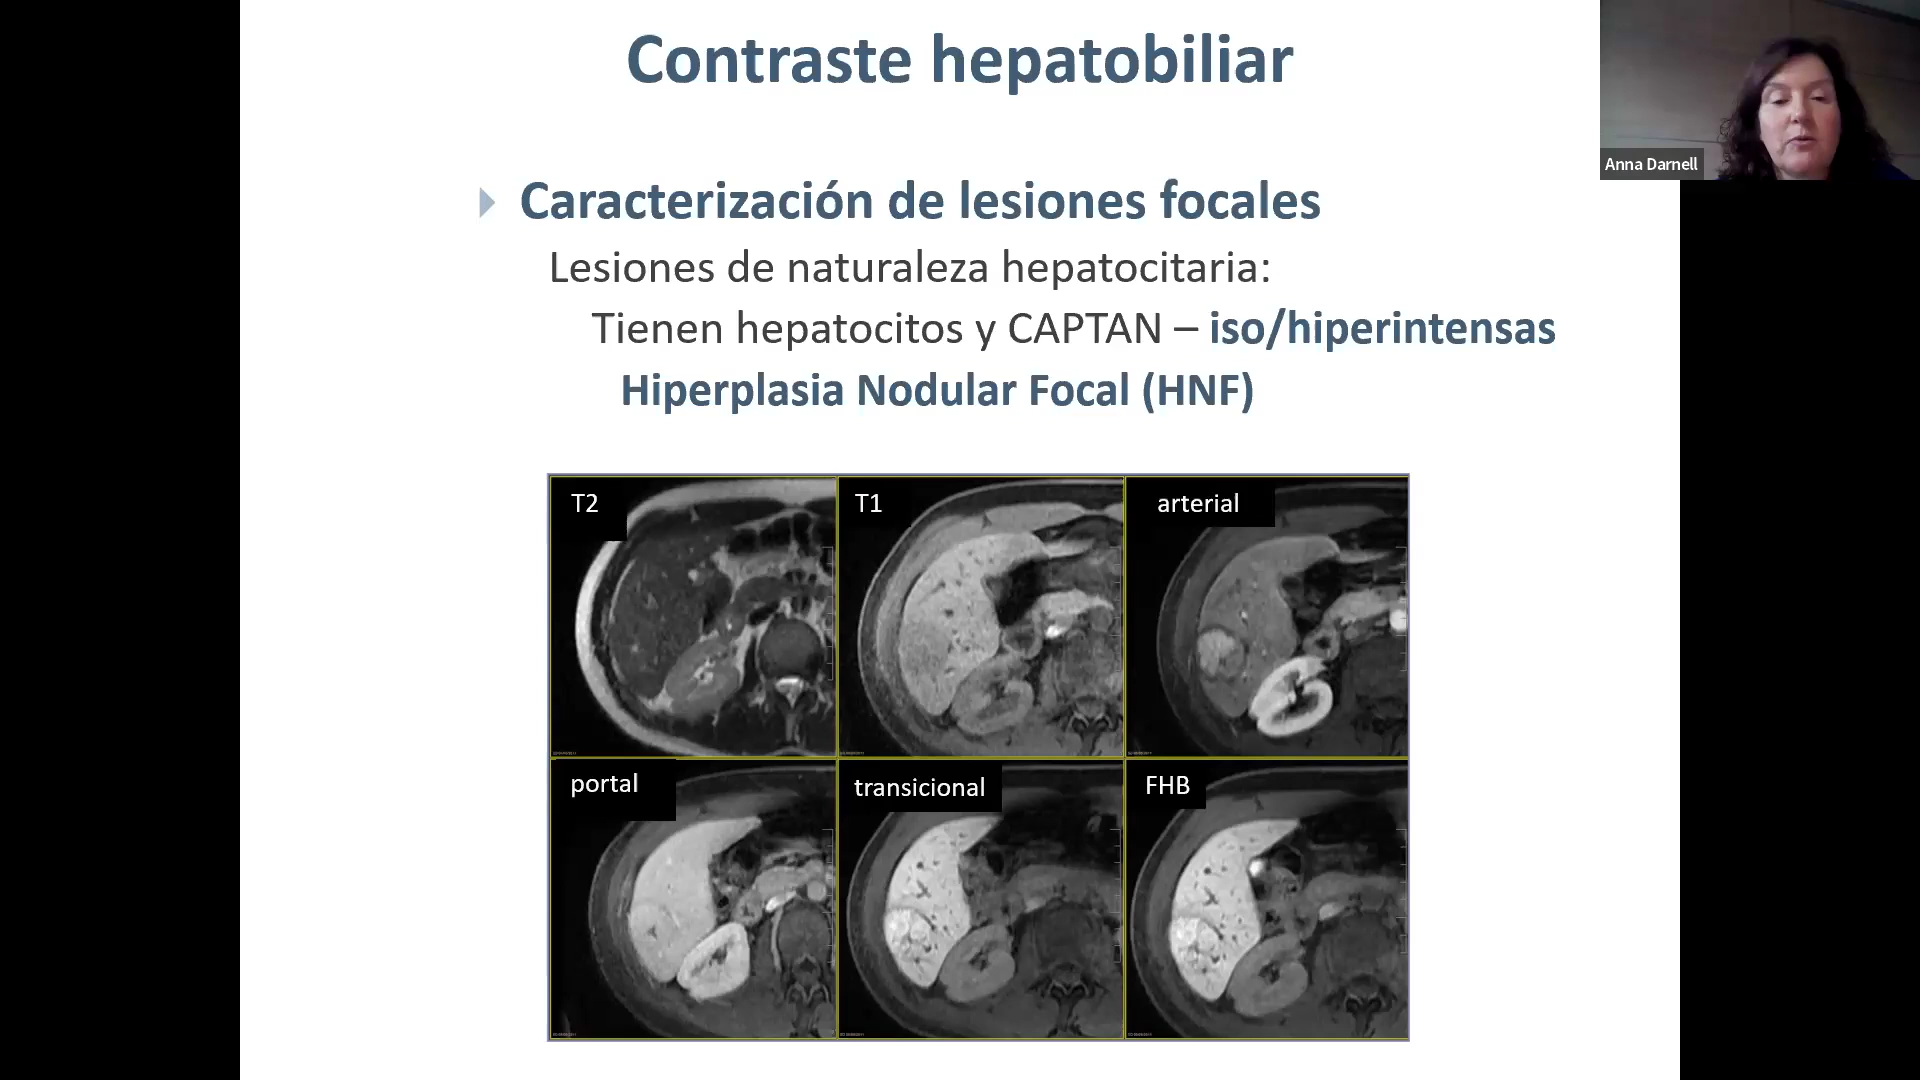 Contraste hepatobiliar
Anna Darnell
Caracterización de lesiones focales
Lesiones de naturaleza hepatocitaria:
Tienen hepatocitos y CAPTAN – iso/hiperintensas
Hiperplasia Nodular Focal (HNF)
T2
T1
arterial
portal
transicional
FHB